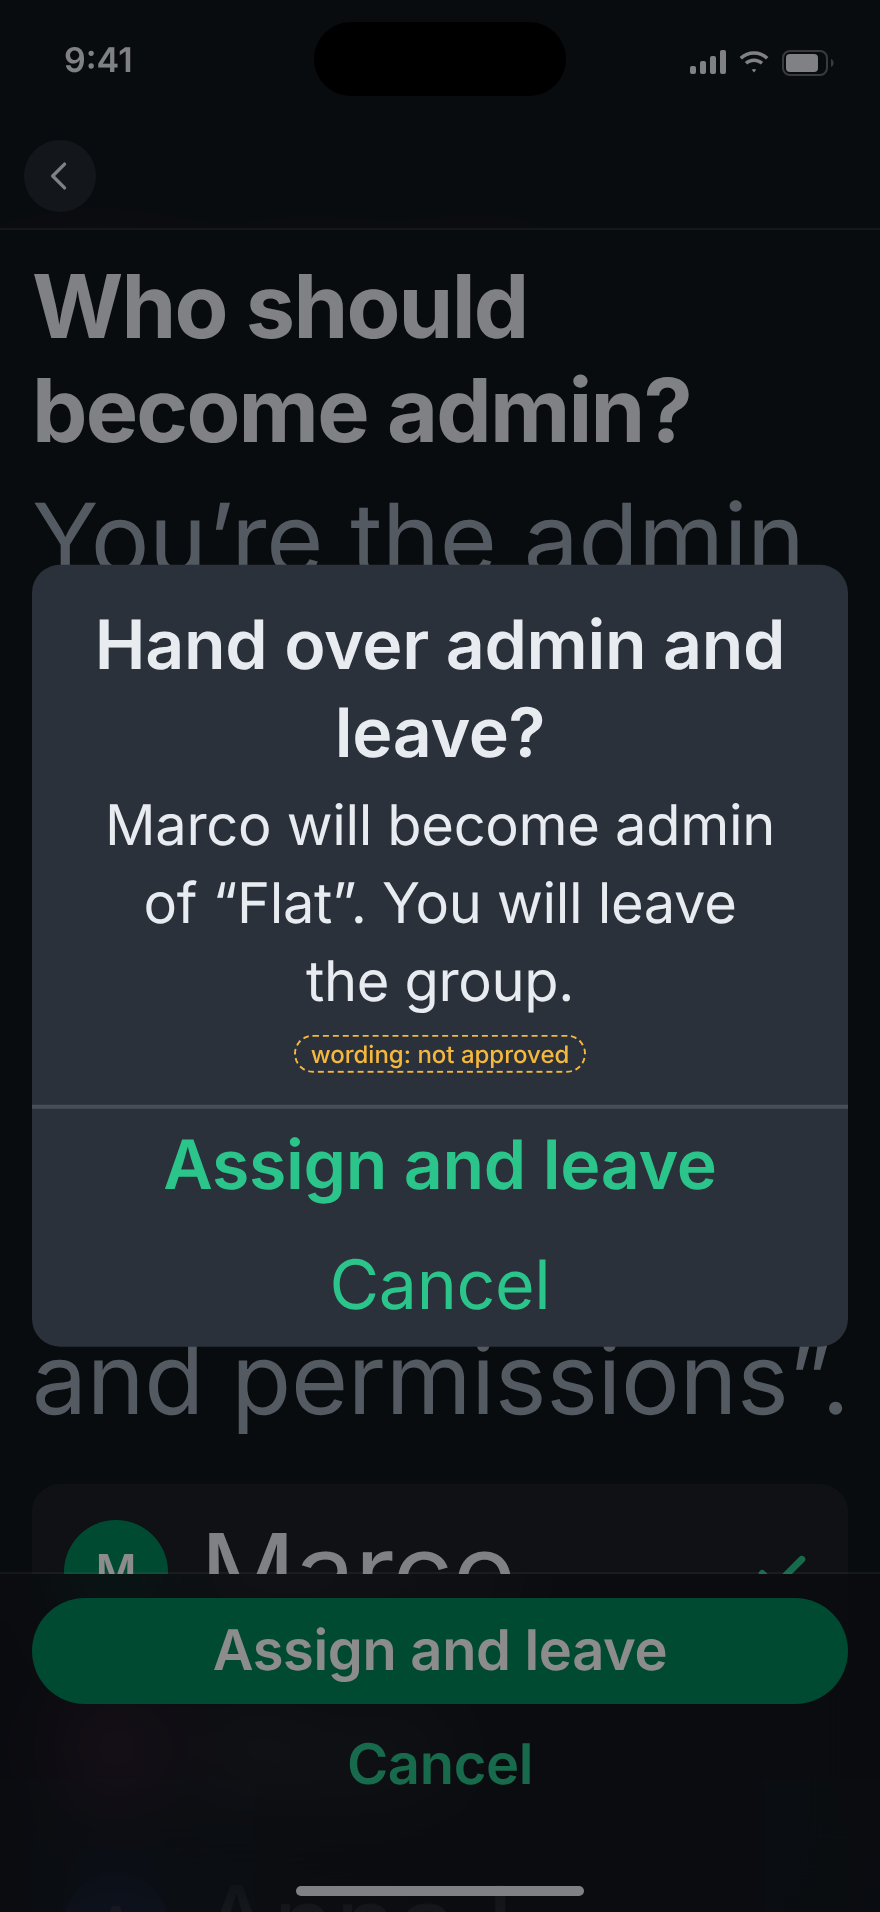 9:41
Who should
become admin?
You’re the admin
Hand over admin and
leave?
Marco will become admin
of “Flat”. You will leave
the group.
wording: not approved
Assign and leave
Cancel
and permissions”.
M
Marco
Assign and leave
Cancel